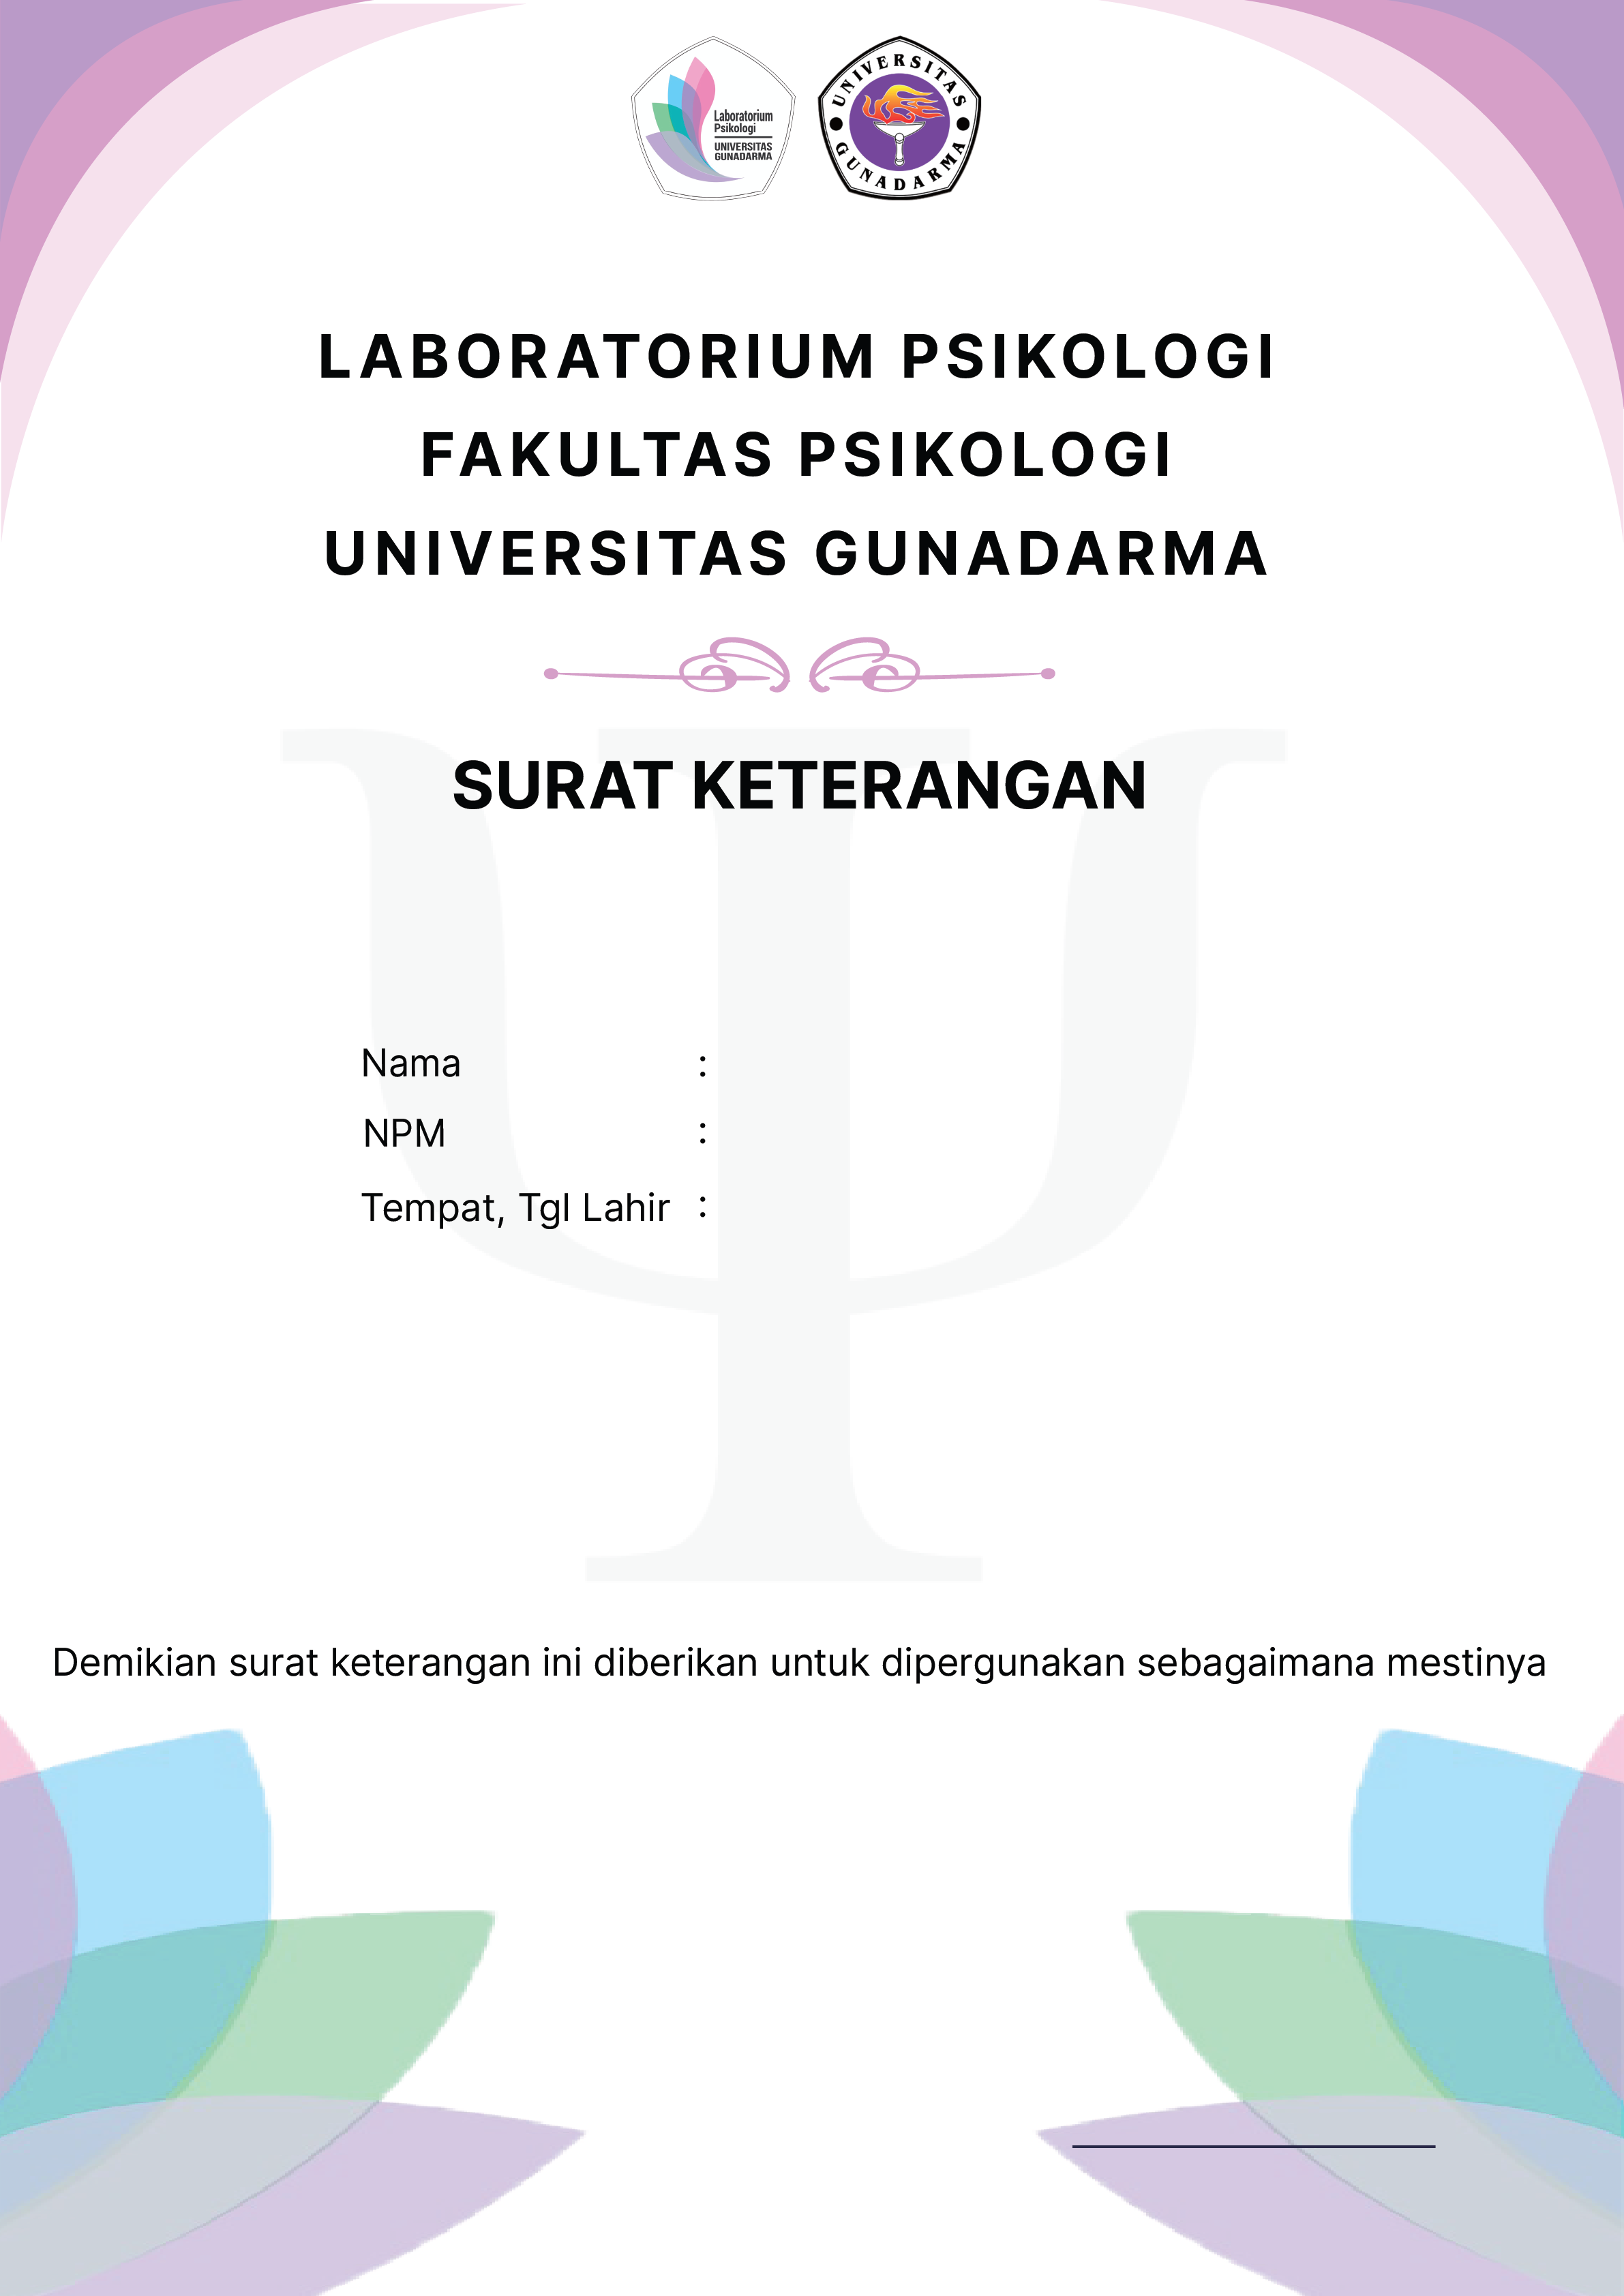 Laboratorium
Psikologi
UNIVERSITAS
GUNADARMA
UNIVERSITAS
GUNADARMA
LABORATORIUM PSIKOLOGI
FAKULTAS PSIKOLOGI
UNIVERSITAS GUNADARMA
SURAT KETERANGAN
Ψ
Nama :
NPM :
Tempat, Tgl Lahir :
Demikian surat keterangan ini diberikan untuk dipergunakan sebagaimana mestinya